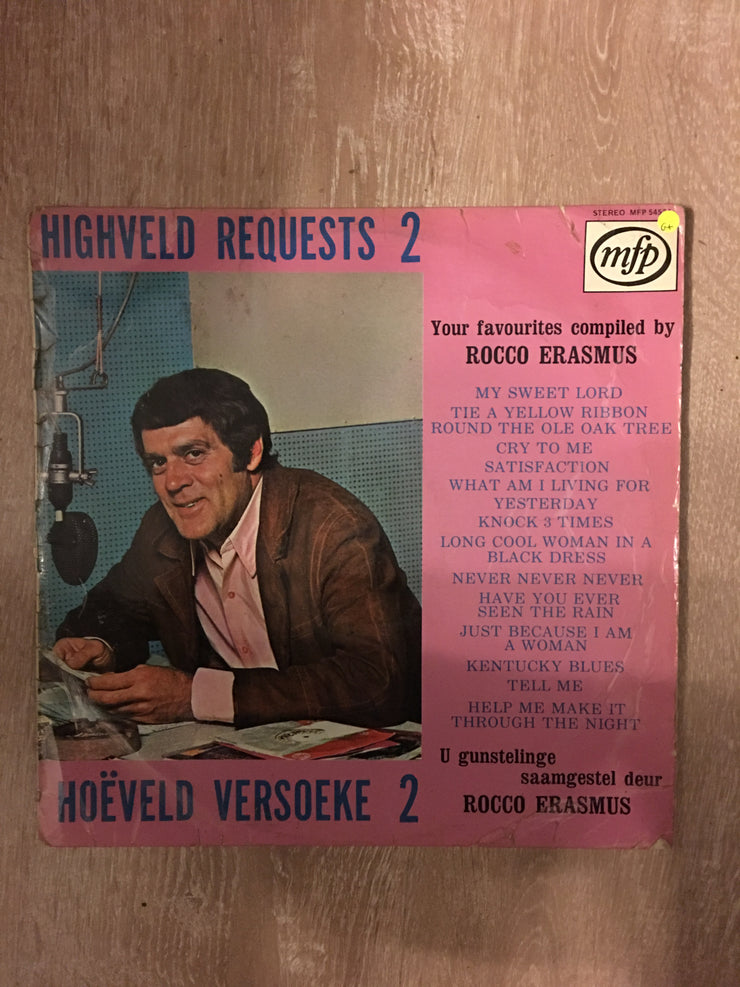 HIGHVELD REQUESTS 2
STEREO MFP
G+
mfp
Your favourites compiled by
ROCCO ERASMUS
MY SWEET LORD
TIE A YELLOW RIBBON
ROUND THE OLE OAK TREE
CRY TO ME
SATISFACTION
WHAT AM I LIVING FOR
YESTERDAY
KNOCK 3 TIMES
LONG COOL WOMAN IN A
BLACK DRESS
NEVER NEVER NEVER
HAVE YOU EVER
SEEN THE RAIN
JUST BECAUSE I AM
A WOMAN
KENTUCKY BLUES
TELL ME
HELP ME MAKE IT
THROUGH THE NIGHT
U gunstelinge
saamgestel deur
ROCCO ERASMUS
HOËVELD VERSOEKE 2